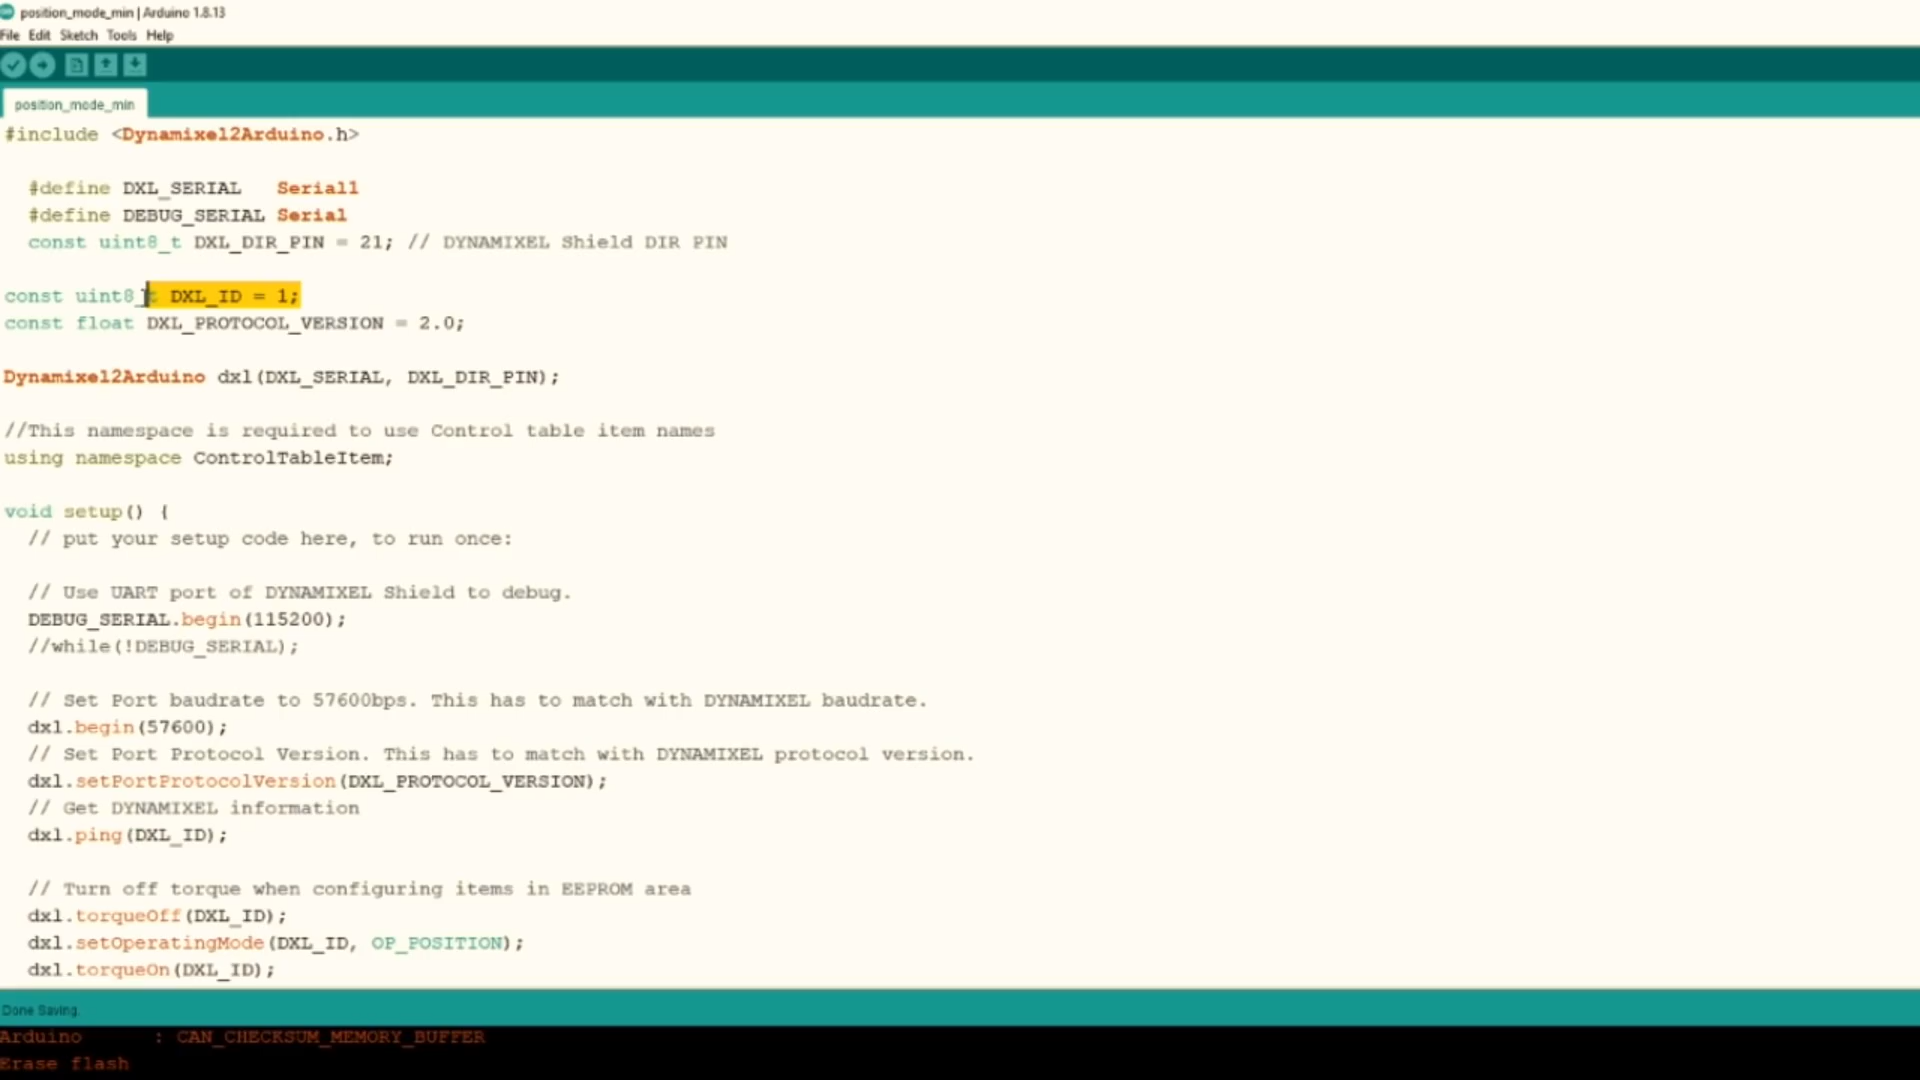 position_mode_min | Arduino 1.8.13
File Edit Sketch Tools Help
position_mode_min
#include <Dynamixel2Arduino.h>
#define DXL_SERIAL Serial1
#define DEBUG_SERIAL Serial
const uint8_t DXL_DIR_PIN = 21; // DYNAMIXEL Shield DIR PIN
const uint8_t DXL_ID = 1;
const float DXL_PROTOCOL_VERSION = 2.0;
Dynamixel2Arduino dxl(DXL_SERIAL, DXL_DIR_PIN);
//This namespace is required to use Control table item names
using namespace ControlTableItem;
void setup() {
// put your setup code here, to run once:
// Use UART port of DYNAMIXEL Shield to debug.
DEBUG_SERIAL.begin(115200);
//while(!DEBUG_SERIAL);
// Set Port baudrate to 57600bps. This has to match with DYNAMIXEL baudrate.
dxl.begin(57600);
// Set Port Protocol Version. This has to match with DYNAMIXEL protocol version.
dxl.setPortProtocolVersion(DXL_PROTOCOL_VERSION);
// Get DYNAMIXEL information
dxl.ping(DXL_ID);
// Turn off torque when configuring items in EEPROM area
dxl.torqueOff(DXL_ID);
dxl.setOperatingMode(DXL_ID, OP_POSITION);
dxl.torqueOn(DXL_ID);
Done Saving.
Arduino : CAN_CHECKSUM_MEMORY_BUFFER
Erase flash